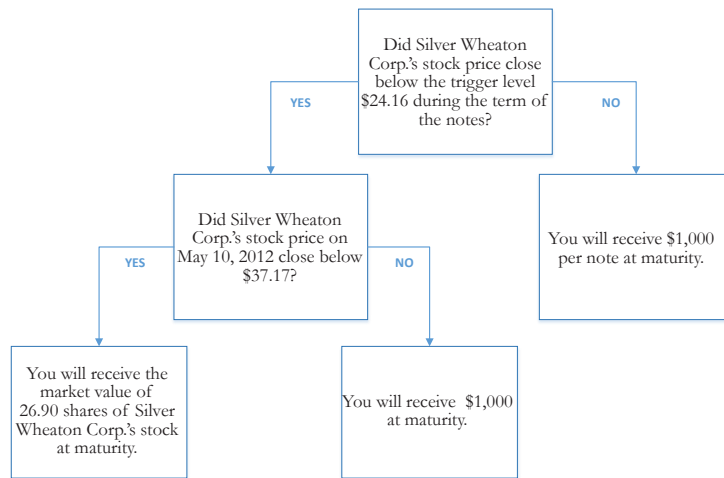 Did Silver Wheaton
Corp.'s stock price close
below the trigger level
$24.16 during the term of
the notes?
YES
NO
Did Silver Wheaton
Corp.'s stock price on
May 10, 2012 close below
$37.17?
You will receive $1,000
per note at maturity.
YES
NO
You will receive the
market value of
26.90 shares of Silver
Wheaton Corp.'s stock
at maturity.
You will receive $1,000
at maturity.